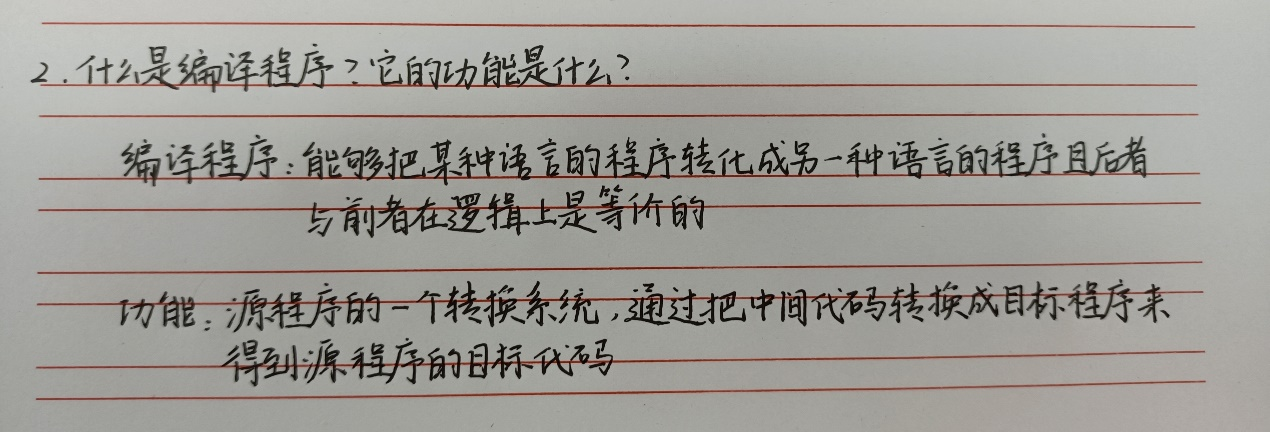 2.什么是编译程序？它的功能是什么？
编译程序：能够把某种语言的程序转化成另一种语言的程序且后者
与前者在逻辑上是等价的
功能：源程序的一个转换系统，通过把中间代码转换成目标程序来
得到源程序的目标代码